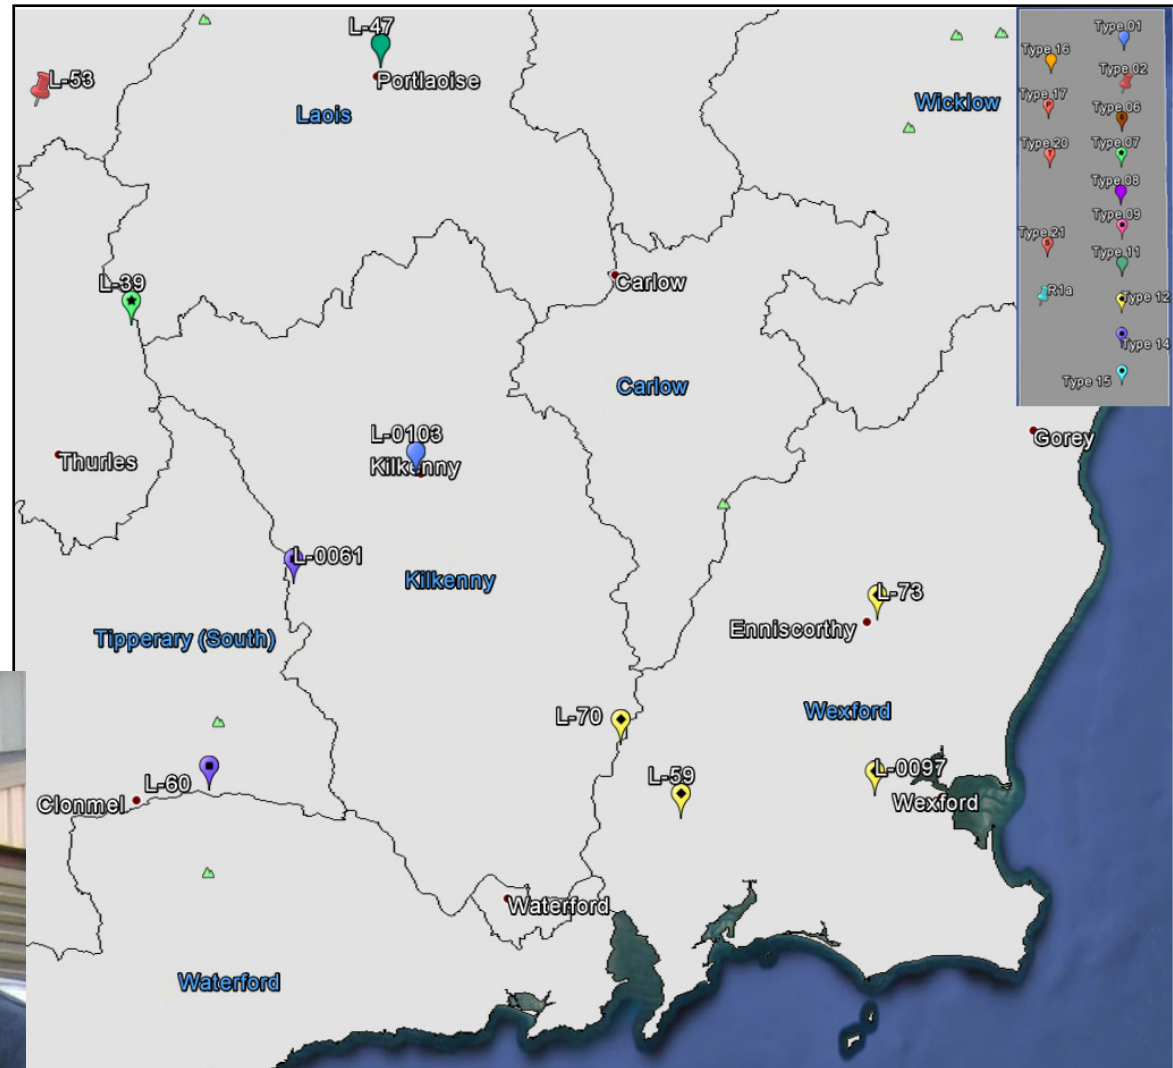 L-47
L-53
Portlaoise
Laois
Wicklow
L-39
Carlow
Carlow
L-0103
Kilkenny
Thurles
Gorey
L-0061
Kilkenny
L-73
Enniscorthy
Tipperary (South)
L-70
Wexford
L-59
L-0097
L-60
Clonmel
Wexford
Waterford
Waterford
Type 01
Type 16
Type 02
Type 17
P
Type 06
6
Type 20
T
Type 07
Type 08
Type 09
Type 21
S
Type 11
R1a
Type 12
Type 14
Type 15